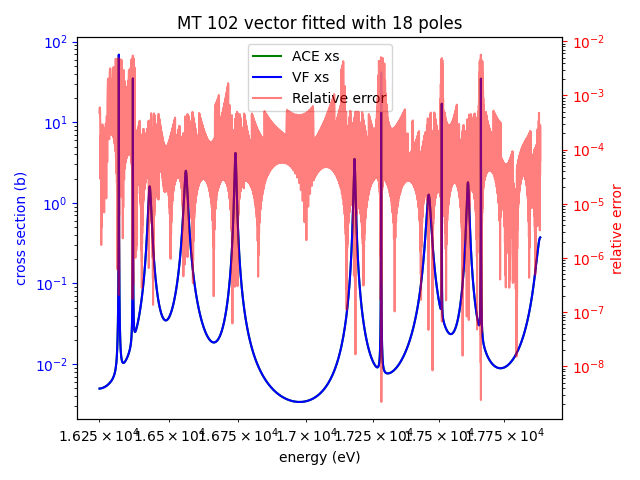 MT 102 vector fitted with 18 poles
ACE xs
VF xs
Relative error
cross section (b)
10²
10¹
10⁰
10⁻¹
10⁻²
relative error
10⁻²
10⁻³
10⁻⁴
10⁻⁵
10⁻⁶
10⁻⁷
10⁻⁸
1.625 × 10⁴ 1.65 × 10⁴ 1.675 × 10⁴ 1.7 × 10⁴ 1.725 × 10⁴ 1.75 × 10⁴ 1.775 × 10⁴
energy (eV)